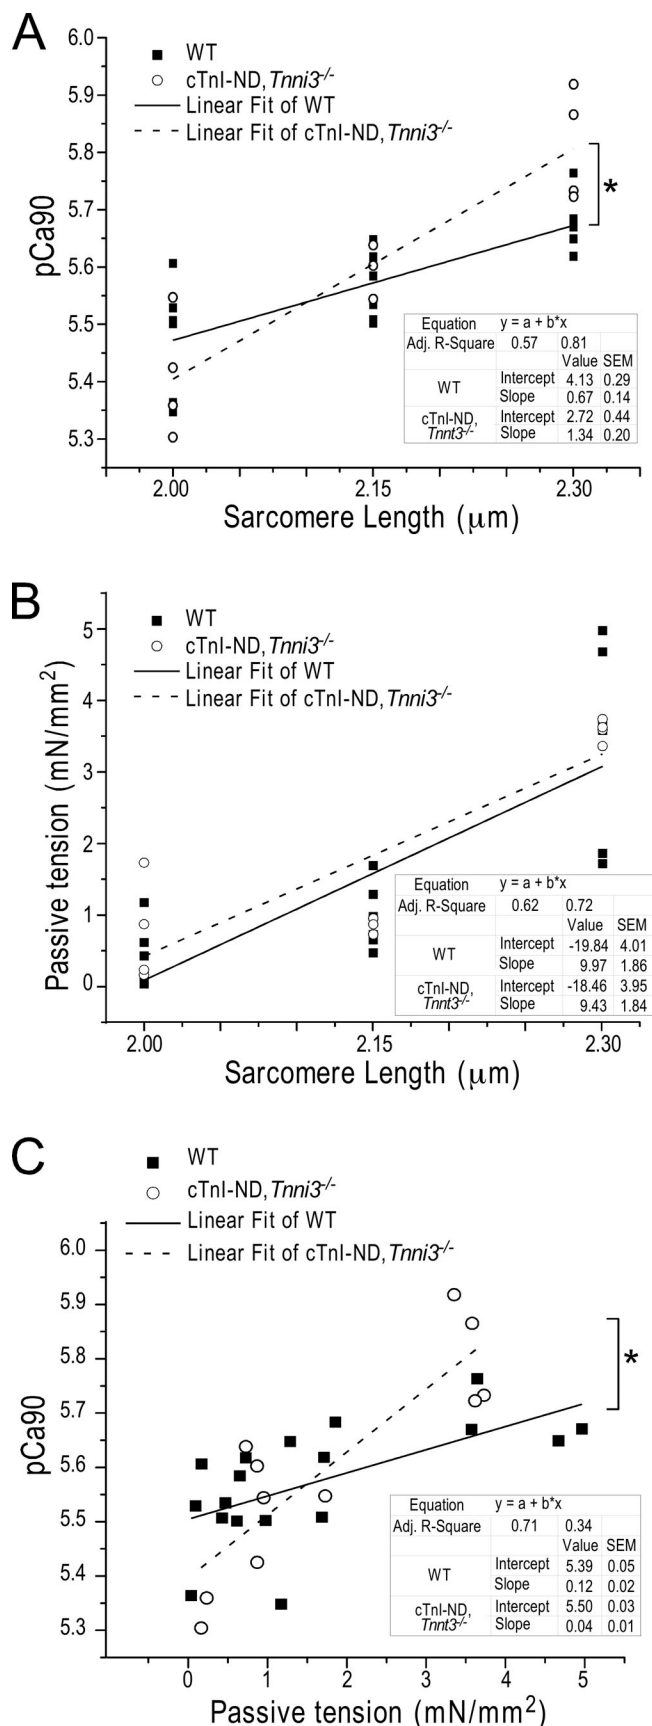 A
6.0
WT
cTnI-ND,Tnni3-/-
5.9
Linear Fit of WT
Linear Fit of cTnI-ND,Tnni3-/-
5.8
*
5.7
pCa90
5.6
5.5
Equation y = a + b*x
Adj. R-Square 0.57 0.81
Value SEM
WT Intercept 4.13 0.29
Slope 0.67 0.14
cTnI-ND, Tnnt3-/- Intercept 2.72 0.44
Slope 1.34 0.20
5.4
5.3
2.00 2.15 2.30
Sarcomere Length (μm)
B
WT
5
cTnI-ND,Tnni3-/-
Linear Fit of WT
Linear Fit of cTnI-ND,Tnni3-/-
4
3
Passive tension (mN/mm2)
2
1
0
Equation y = a + b*x
Adj. R-Square 0.62 0.72
Value SEM
WT Intercept -19.84 4.01
Slope 9.97 1.86
cTnI-ND, Tnnt3-/- Intercept -18.46 3.95
Slope 9.43 1.84
2.00 2.15 2.30
Sarcomere Length (μm)
C
WT
cTnI-ND,Tnni3-/-
Linear Fit of WT
Linear Fit of cTnI-ND,Tnni3-/-
6.0
5.9
5.8
*
5.7
pCa90
5.6
5.5
5.4
5.3
Equation y = a + b*x
Adj. R-Square 0.71 0.34
Value SEM
WT Intercept 5.39 0.05
Slope 0.12 0.02
cTnI-ND, Tnnt3-/- Intercept 5.50 0.03
Slope 0.04 0.01
0 1 2 3 4 5
Passive tension (mN/mm2)